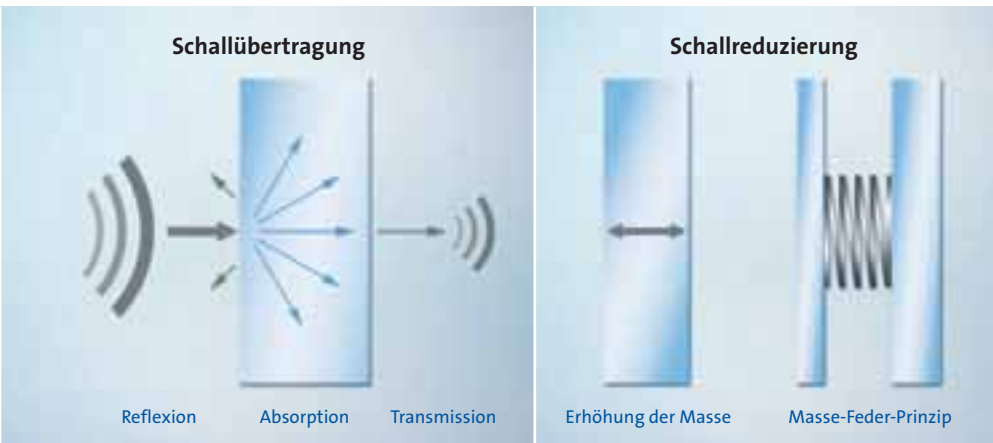 Schallübertragung
Reflexion Absorption Transmission
Schallreduzierung
Erhöhung der Masse Masse-Feder-Prinzip